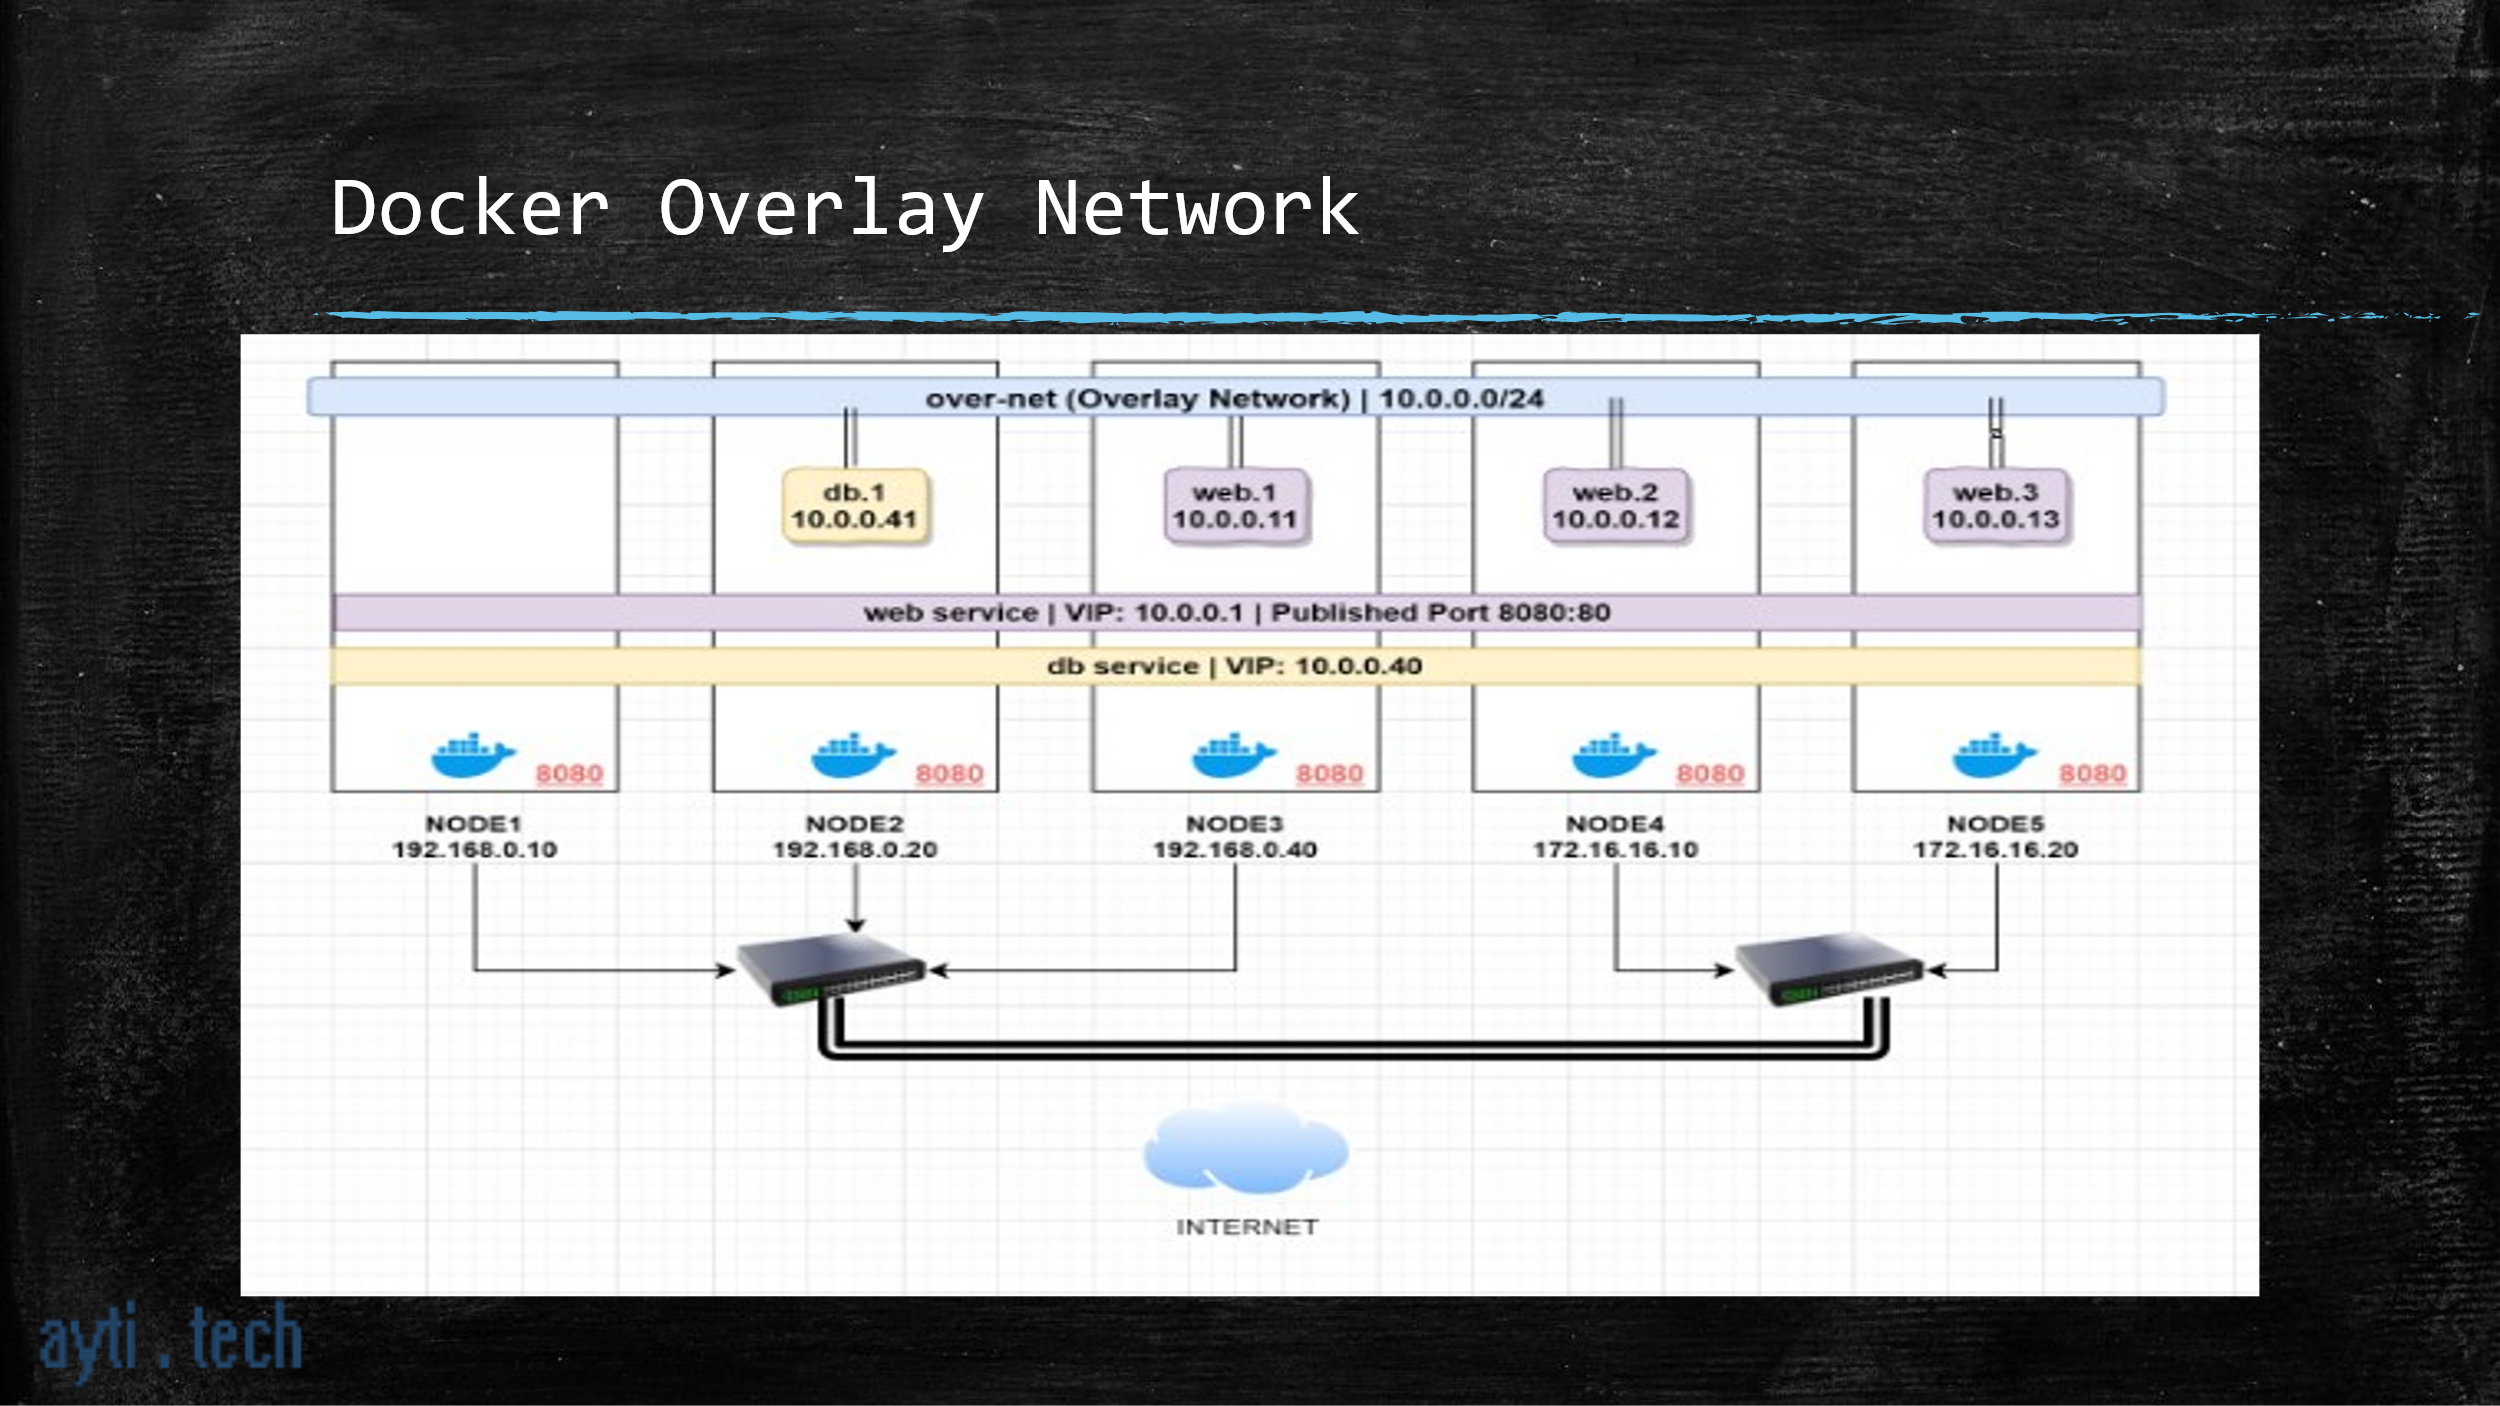 Docker Overlay Network
over-net (Overlay Network) | 10.0.0.0/24
db.1
10.0.0.41
web.1
10.0.0.11
web.2
10.0.0.12
web.3
10.0.0.13
web service | VIP: 10.0.0.1 | Published Port 8080:80
db service | VIP: 10.0.0.40
8080
8080
8080
8080
8080
NODE1
192.168.0.10
NODE2
192.168.0.20
NODE3
192.168.0.40
NODE4
172.16.16.10
NODE5
172.16.16.20
INTERNET
ayti.tech